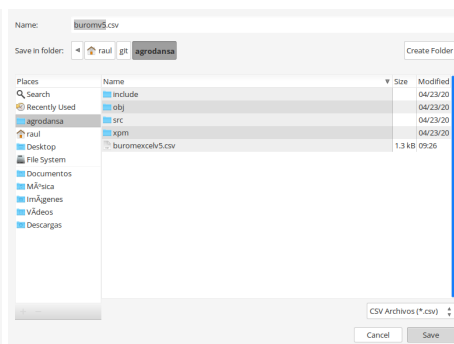 Name: buromv5.csv
Save in folder: raul git agrodansa Create Folder
Places Name Size Modified
Search include 04/23/20
Recently Used obj 04/23/20
agrodansa src 04/23/20
raul xpm 04/23/20
Desktop buromexcelv5.csv 1.3 kB 09:26
File System
Documentos
MÃºsica
ImÃ¡genes
VÃ­deos
Descargas
CSV Archivos (*.csv)
Cancel Save